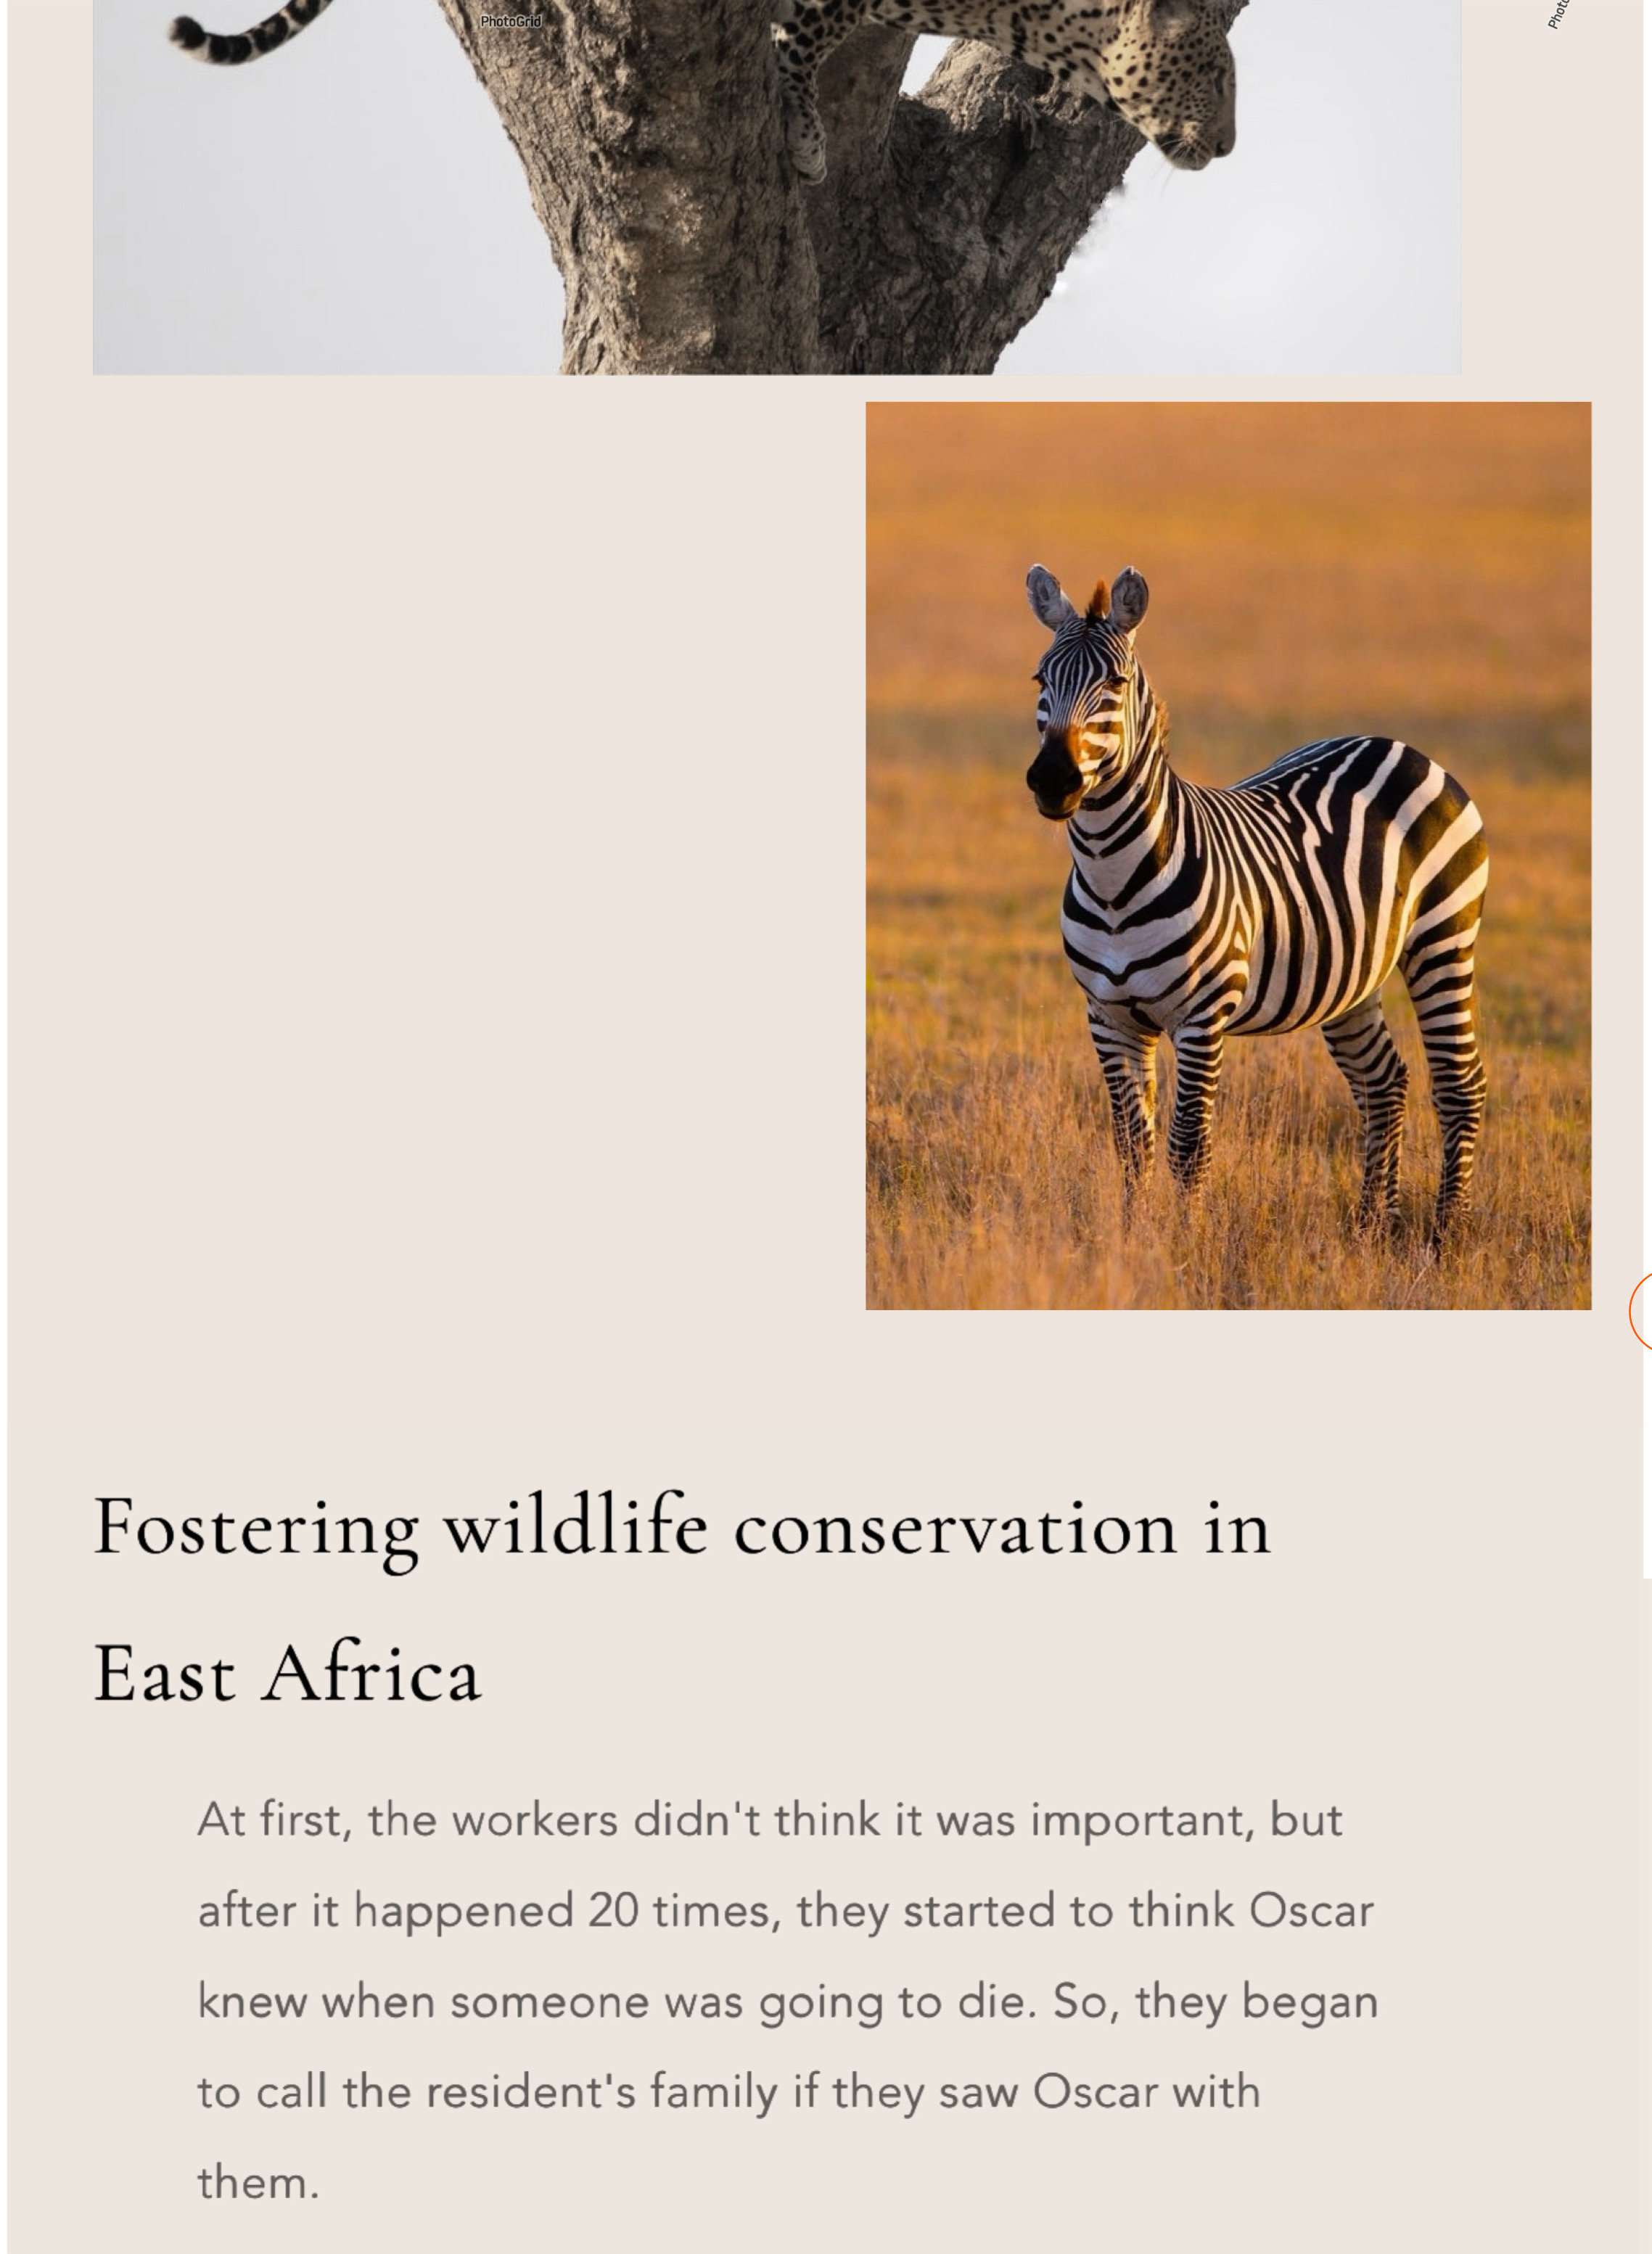 PhotoGrid
Fostering wildlife conservation in
East Africa
At first, the workers didn't think it was important, but
after it happened 20 times, they started to think Oscar
knew when someone was going to die. So, they began
to call the resident's family if they saw Oscar with
them.